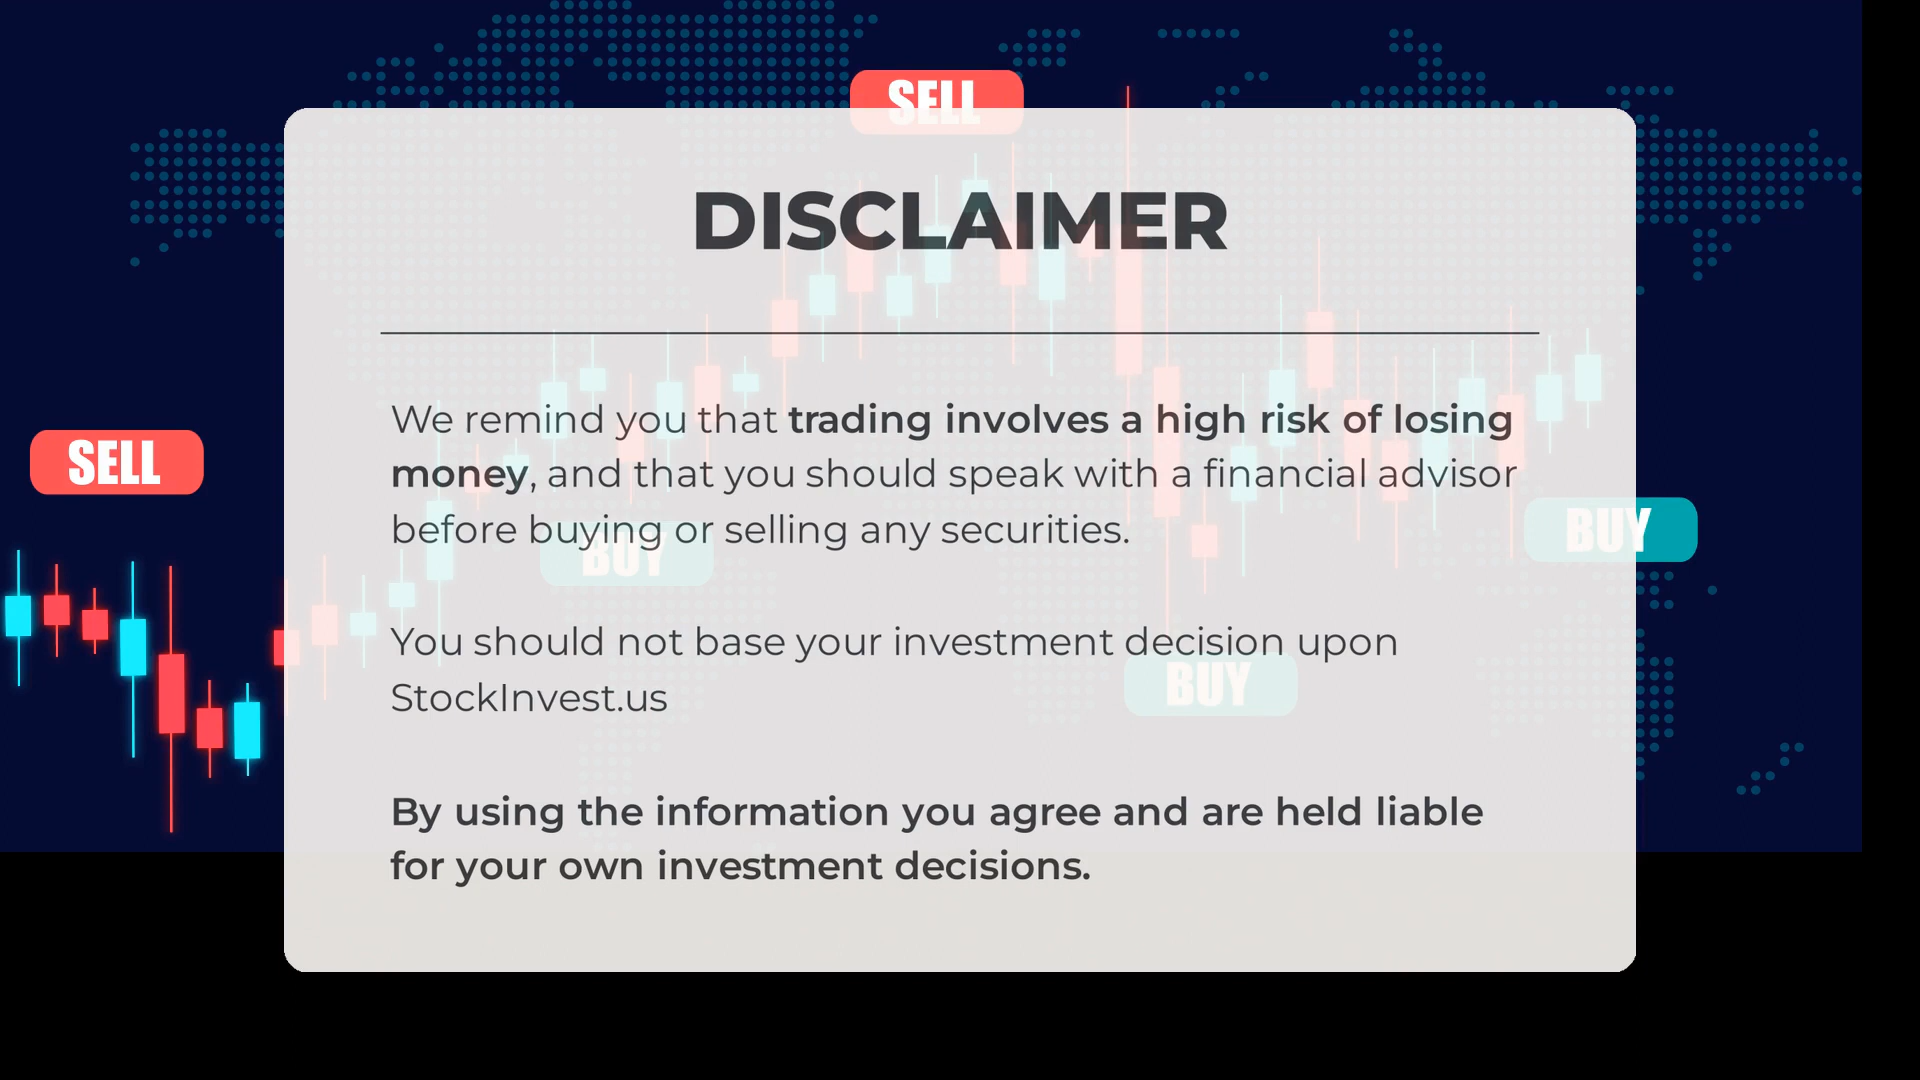 SELL
DISCLAIMER
We remind you that trading involves a high risk of losing
money, and that you should speak with a financial advisor
before buying or selling any securities.
SELL
BUY
BUY
You should not base your investment decision upon
StockInvest.us
BUY
By using the information you agree and are held liable
for your own investment decisions.